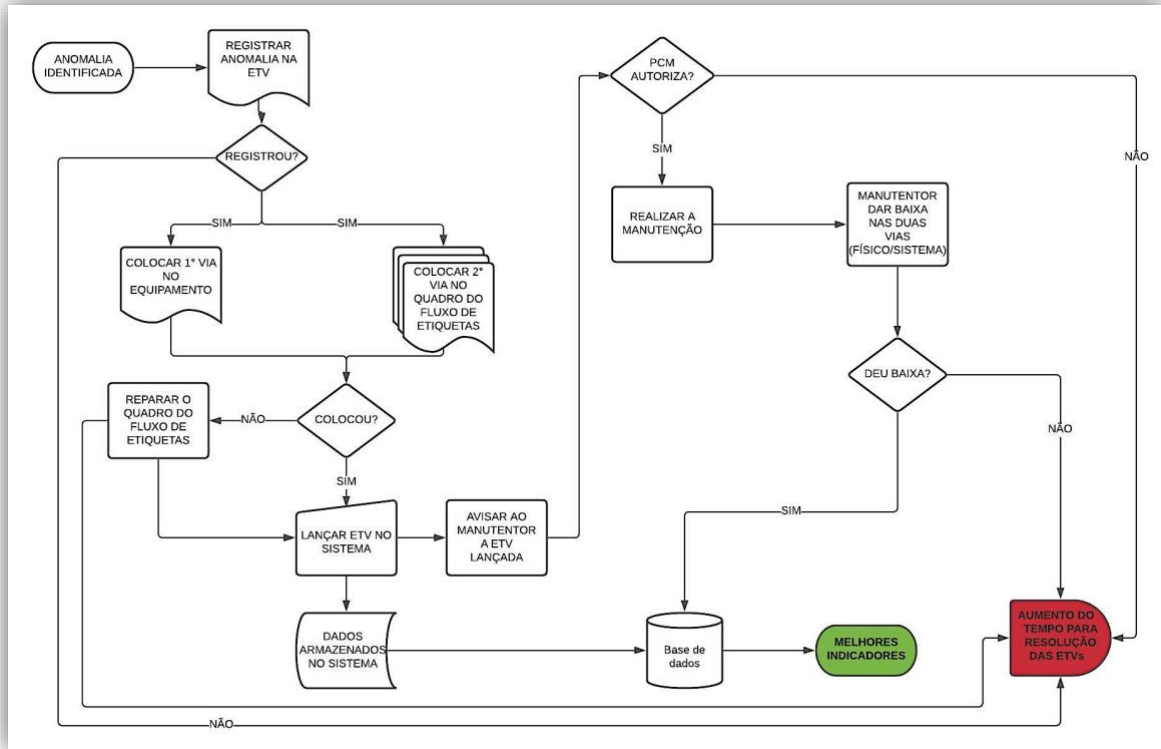 ANOMALIA
IDENTIFICADA
REGISTRAR
ANOMALIA NA
ETV
REGISTROU?
SIM
SIM
COLOCAR 1° VIA
NO
EQUIPAMENTO
COLOCAR 2°
VIA NO
QUADRO DO
FLUXO DE
ETIQUETAS
COLOCOU?
NÃO
REPARAR O
QUADRO DO
FLUXO DE
ETIQUETAS
SIM
LANÇAR ETV NO
SISTEMA
AVISAR AO
MANUTENTOR
A ETV
LANÇADA
DADOS
ARMAZENADOS
NO SISTEMA
NÃO
PCM
AUTORIZA?
NÃO
SIM
REALIZAR A
MANUTENÇÃO
MANUTENTOR
DAR BAIXA
NAS DUAS
VIAS
(FÍSICO/SISTEMA)
DEU BAIXA?
NÃO
SIM
Base de
dados
MELHORES
INDICADORES
AUMENTO DO
TEMPO PARA
RESOLUÇÃO
DAS ETVs